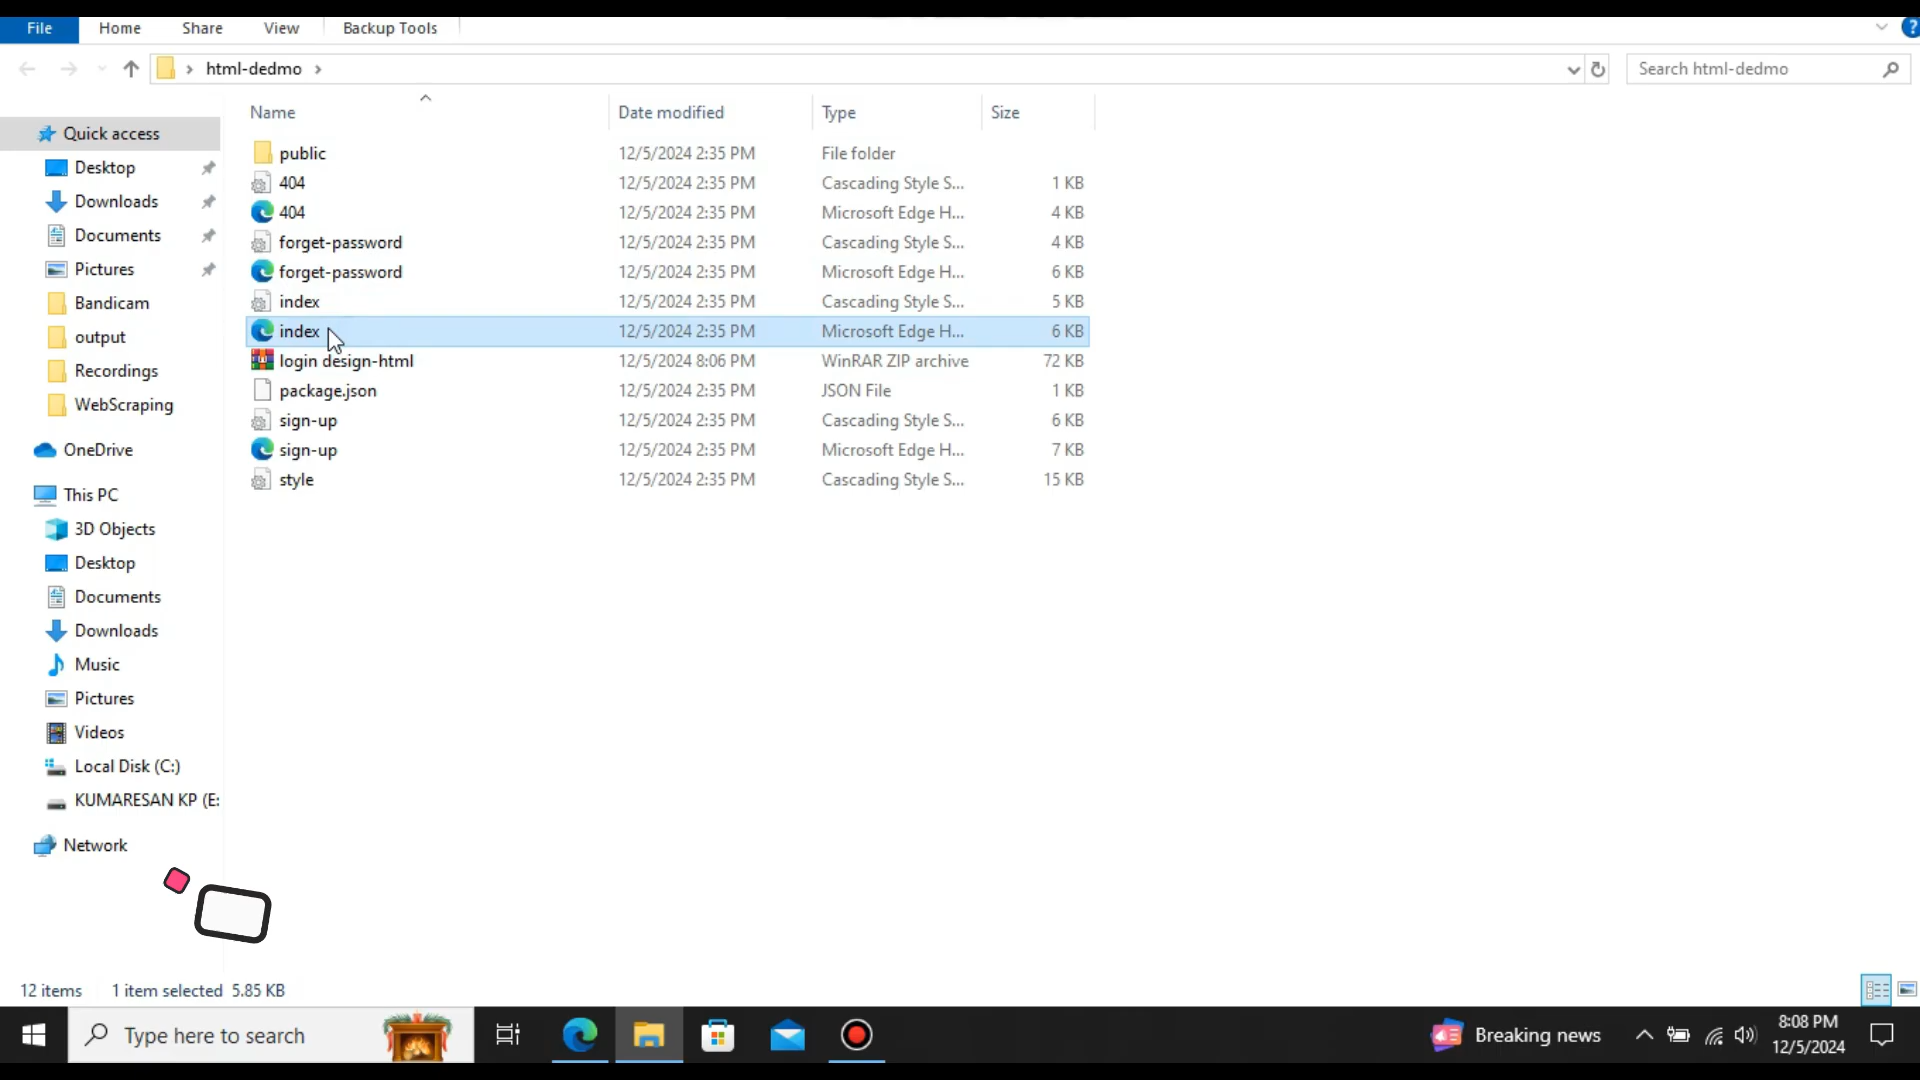 File Home Share View Backup Tools ?
html-dedmo Search html-dedmo
Name Date modified Type Size
Quick access
Desktop
Downloads
Documents
Pictures
Bandicam
output
Recordings
WebScraping
OneDrive
This PC
3D Objects
Desktop
Documents
Downloads
Music
Pictures
Videos
Local Disk (C:)
KUMARESAN KP (E:
Network
public 12/5/2024 2:35 PM File folder
404 12/5/2024 2:35 PM Cascading Style S... 1 KB
404 12/5/2024 2:35 PM Microsoft Edge H... 4 KB
forget-password 12/5/2024 2:35 PM Cascading Style S... 4 KB
forget-password 12/5/2024 2:35 PM Microsoft Edge H... 6 KB
index 12/5/2024 2:35 PM Cascading Style S... 5 KB
index 12/5/2024 2:35 PM Microsoft Edge H... 6 KB
login design-html 12/5/2024 8:06 PM WinRAR ZIP archive 72 KB
package.json 12/5/2024 2:35 PM JSON File 1 KB
sign-up 12/5/2024 2:35 PM Cascading Style S... 6 KB
sign-up 12/5/2024 2:35 PM Microsoft Edge H... 7 KB
style 12/5/2024 2:35 PM Cascading Style S... 15 KB
12 items 1 item selected 5.85 KB
Type here to search Breaking news 8:08 PM
12/5/2024